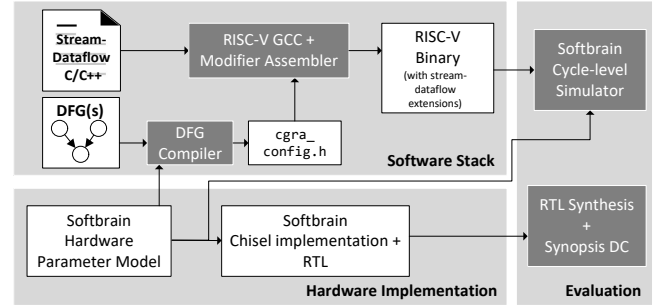 Stream-
Dataflow
C/C++
RISC-V GCC +
Modifier Assembler
RISC-V
Binary
(with stream-
dataflow
extensions)
Softbrain
Cycle-level
Simulator
DFG(s)
DFG
Compiler
cgra_
config.h
Software Stack
Softbrain
Hardware
Parameter Model
Softbrain
Chisel implementation +
RTL
RTL Synthesis
+
Synopsis DC
Hardware Implementation
Evaluation